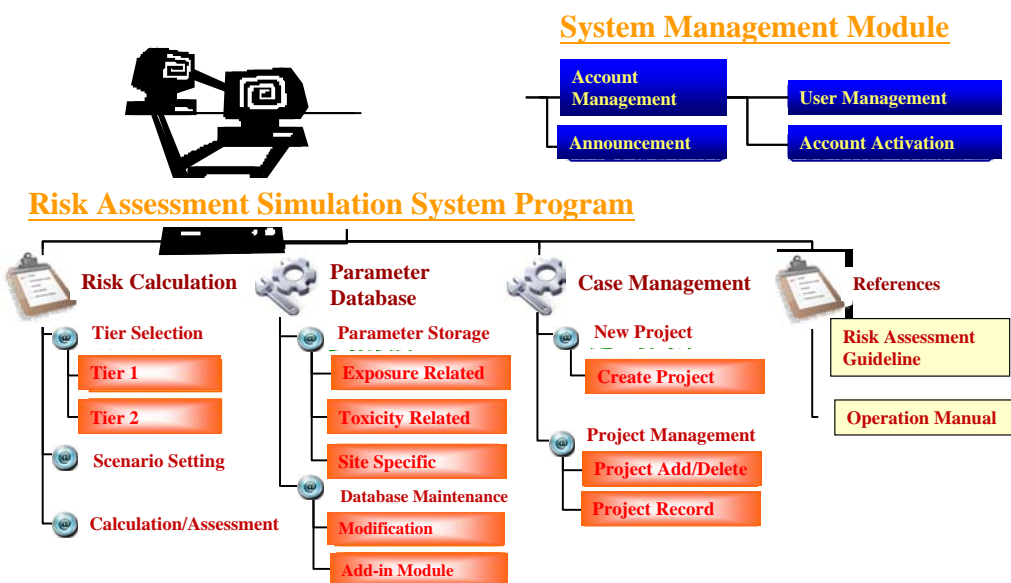 System Management Module
Account
Management
User Management
Announcement
Account Activation
Risk Assessment Simulation System Program
Risk Calculation
Tier Selection
Tier 1
Tier 2
Scenario Setting
Calculation/Assessment
Parameter
Database
Parameter Storage
Exposure Related
Toxicity Related
Site Specific
Database Maintenance
Modification
Add-in Module
Case Management
New Project
Create Project
Project Management
Project Add/Delete
Project Record
References
Risk Assessment
Guideline
Operation Manual